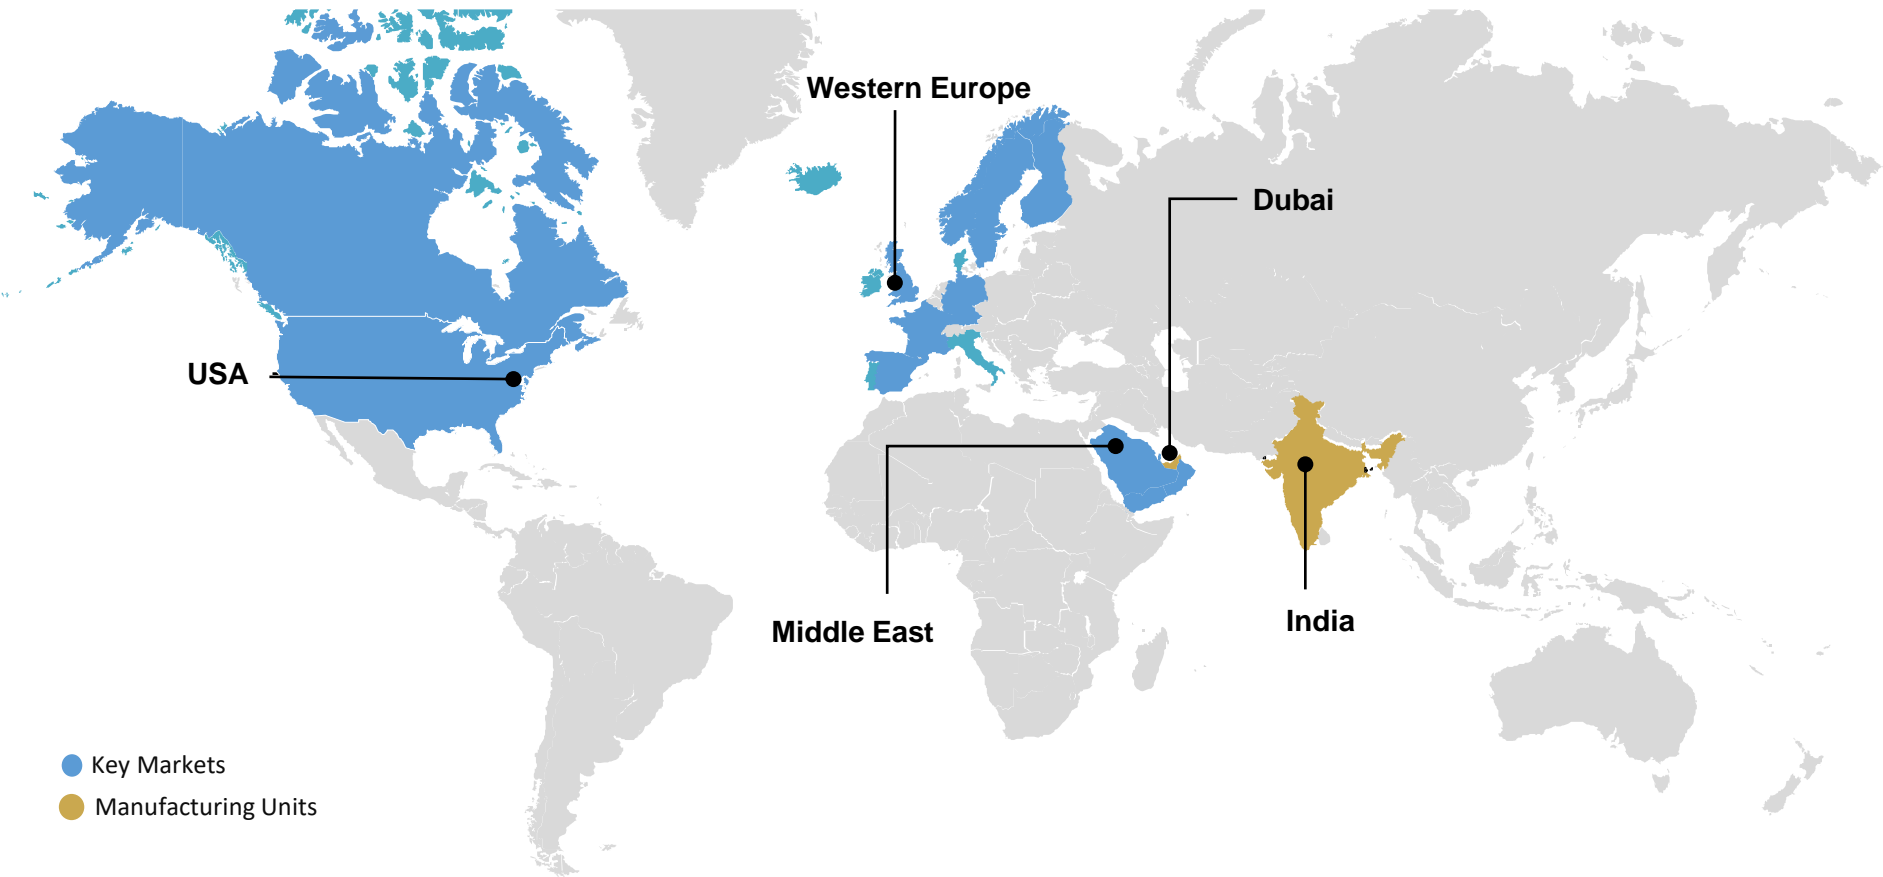 Western Europe
Dubai
USA
Middle East
India
Key Markets
Manufacturing Units